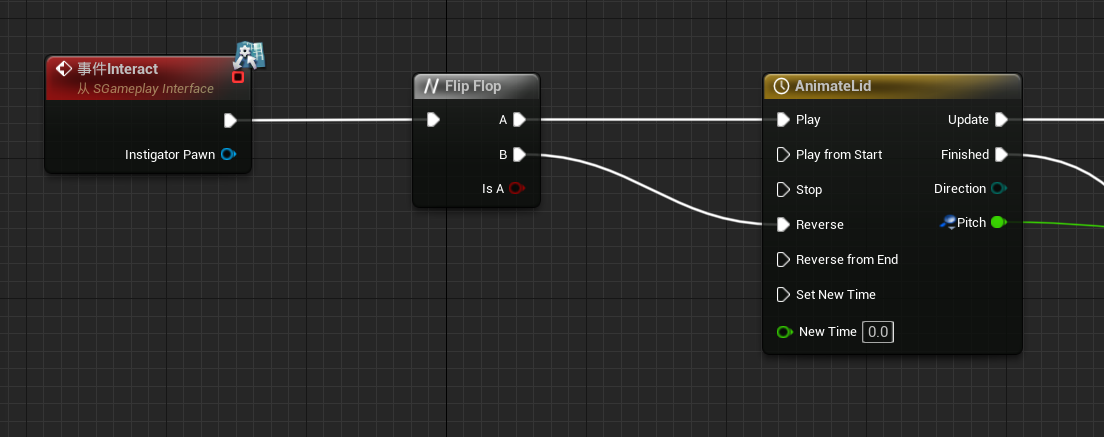 事件Interact
从 SGameplay Interface
Instigator Pawn
Flip Flop
A
B
Is A
AnimateLid
Play
Update
Play from Start
Finished
Stop
Direction
Reverse
Pitch
Reverse from End
Set New Time
New Time 0.0